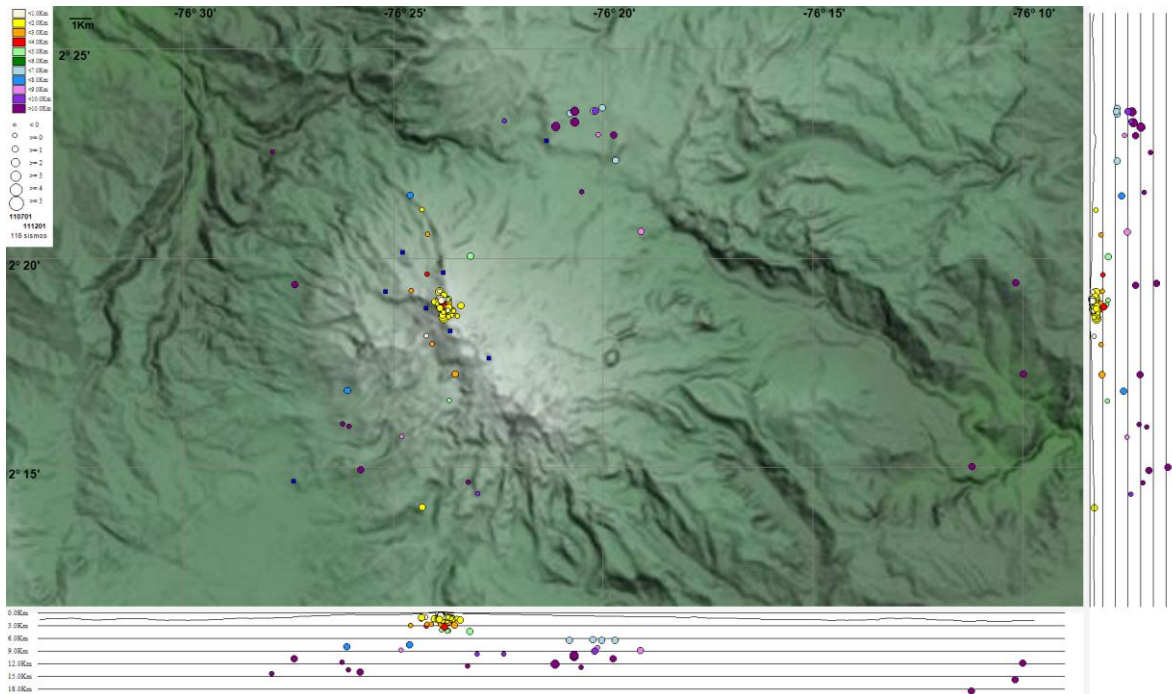 -76° 30'
-76° 25'
-76° 20'
-76° 15'
-76° 10'
1Km
2° 25'
<1.0Km
<2.0Km
<3.0Km
<4.0Km
<5.0Km
<6.0Km
<7.0Km
<8.0Km
<9.0Km
<10.0Km
>10.0Km
< 0
>= 0
>= 1
>= 2
>= 3
>= 4
>= 5
110701
111201
2° 20'
2° 15'
0.0Km
3.0Km
6.0Km
9.0Km
12.0Km
15.0Km
18.0Km